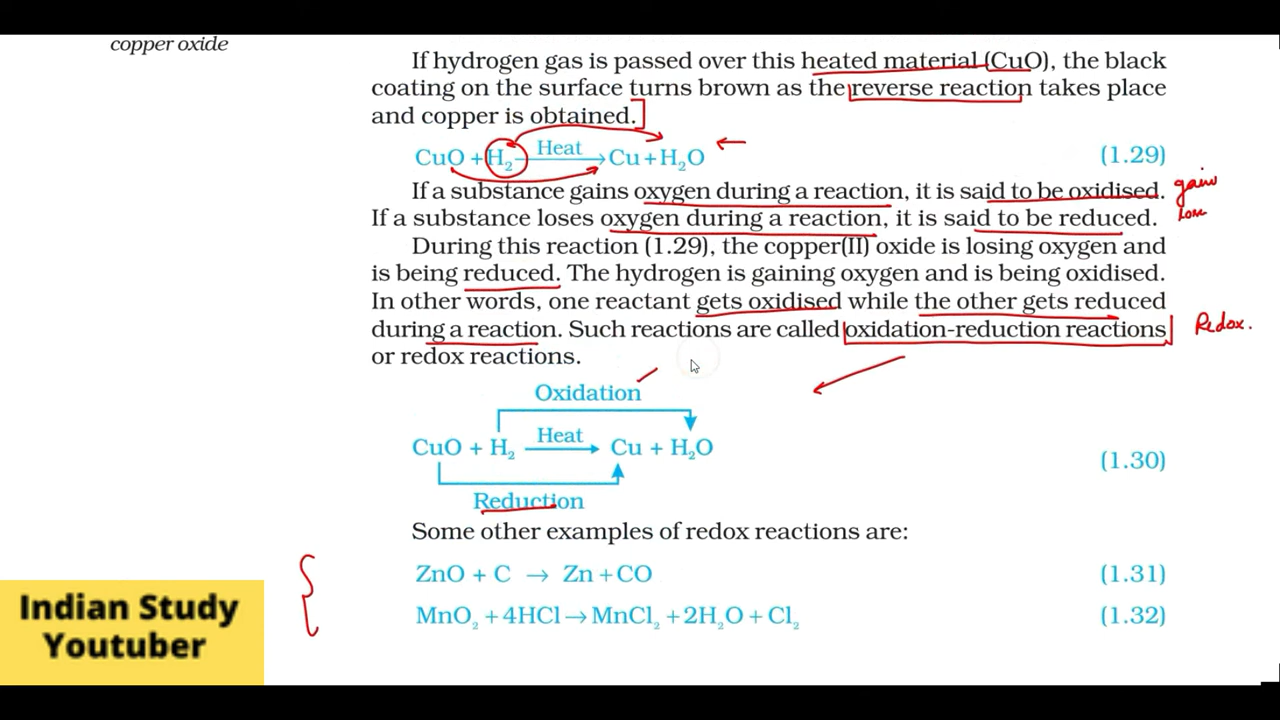 copper oxide
If hydrogen gas is passed over this heated material (CuO), the black
coating on the surface turns brown as the reverse reaction takes place
and copper is obtained.
CuO + H₂ Heat → Cu + H₂O (1.29)
If a substance gains oxygen during a reaction, it is said to be oxidised. gain
If a substance loses oxygen during a reaction, it is said to be reduced.
During this reaction (1.29), the copper(II) oxide is losing oxygen and
is being reduced. The hydrogen is gaining oxygen and is being oxidised.
In other words, one reactant gets oxidised while the other gets reduced
during a reaction. Such reactions are called oxidation-reduction reactions Redox.
or redox reactions.
Oxidation
CuO + H₂ Heat → Cu + H₂O (1.30)
Reduction
Some other examples of redox reactions are:
ZnO + C → Zn + CO (1.31)
MnO₂ + 4HCl → MnCl₂ + 2H₂O + Cl₂ (1.32)
Indian Study
Youtuber